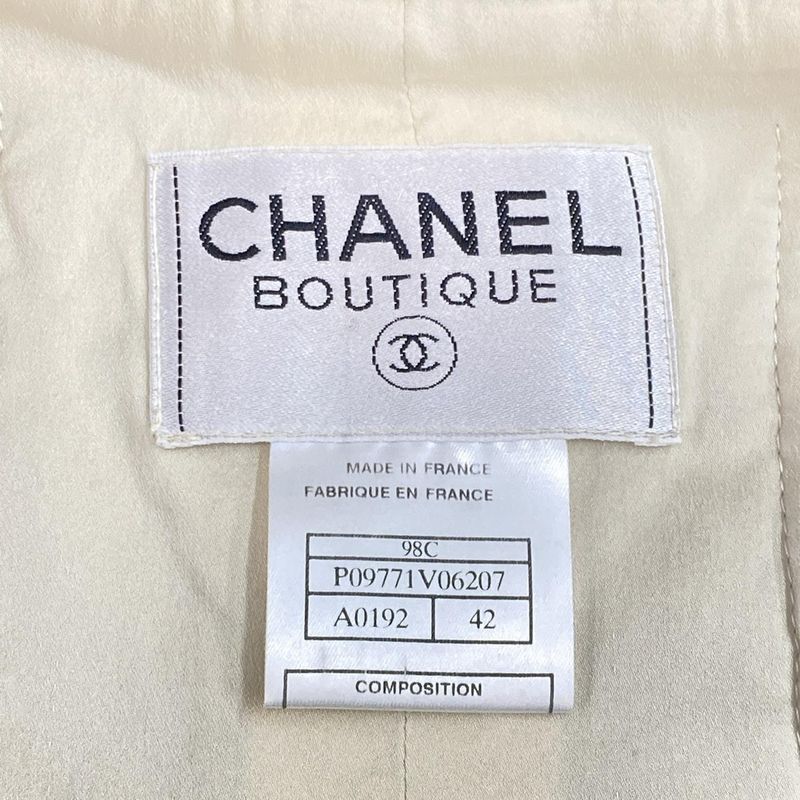 CHANEL
BOUTIQUE
MADE IN FRANCE
FABRIQUE EN FRANCE
98C
P09771V06207
A0192 42
COMPOSITION